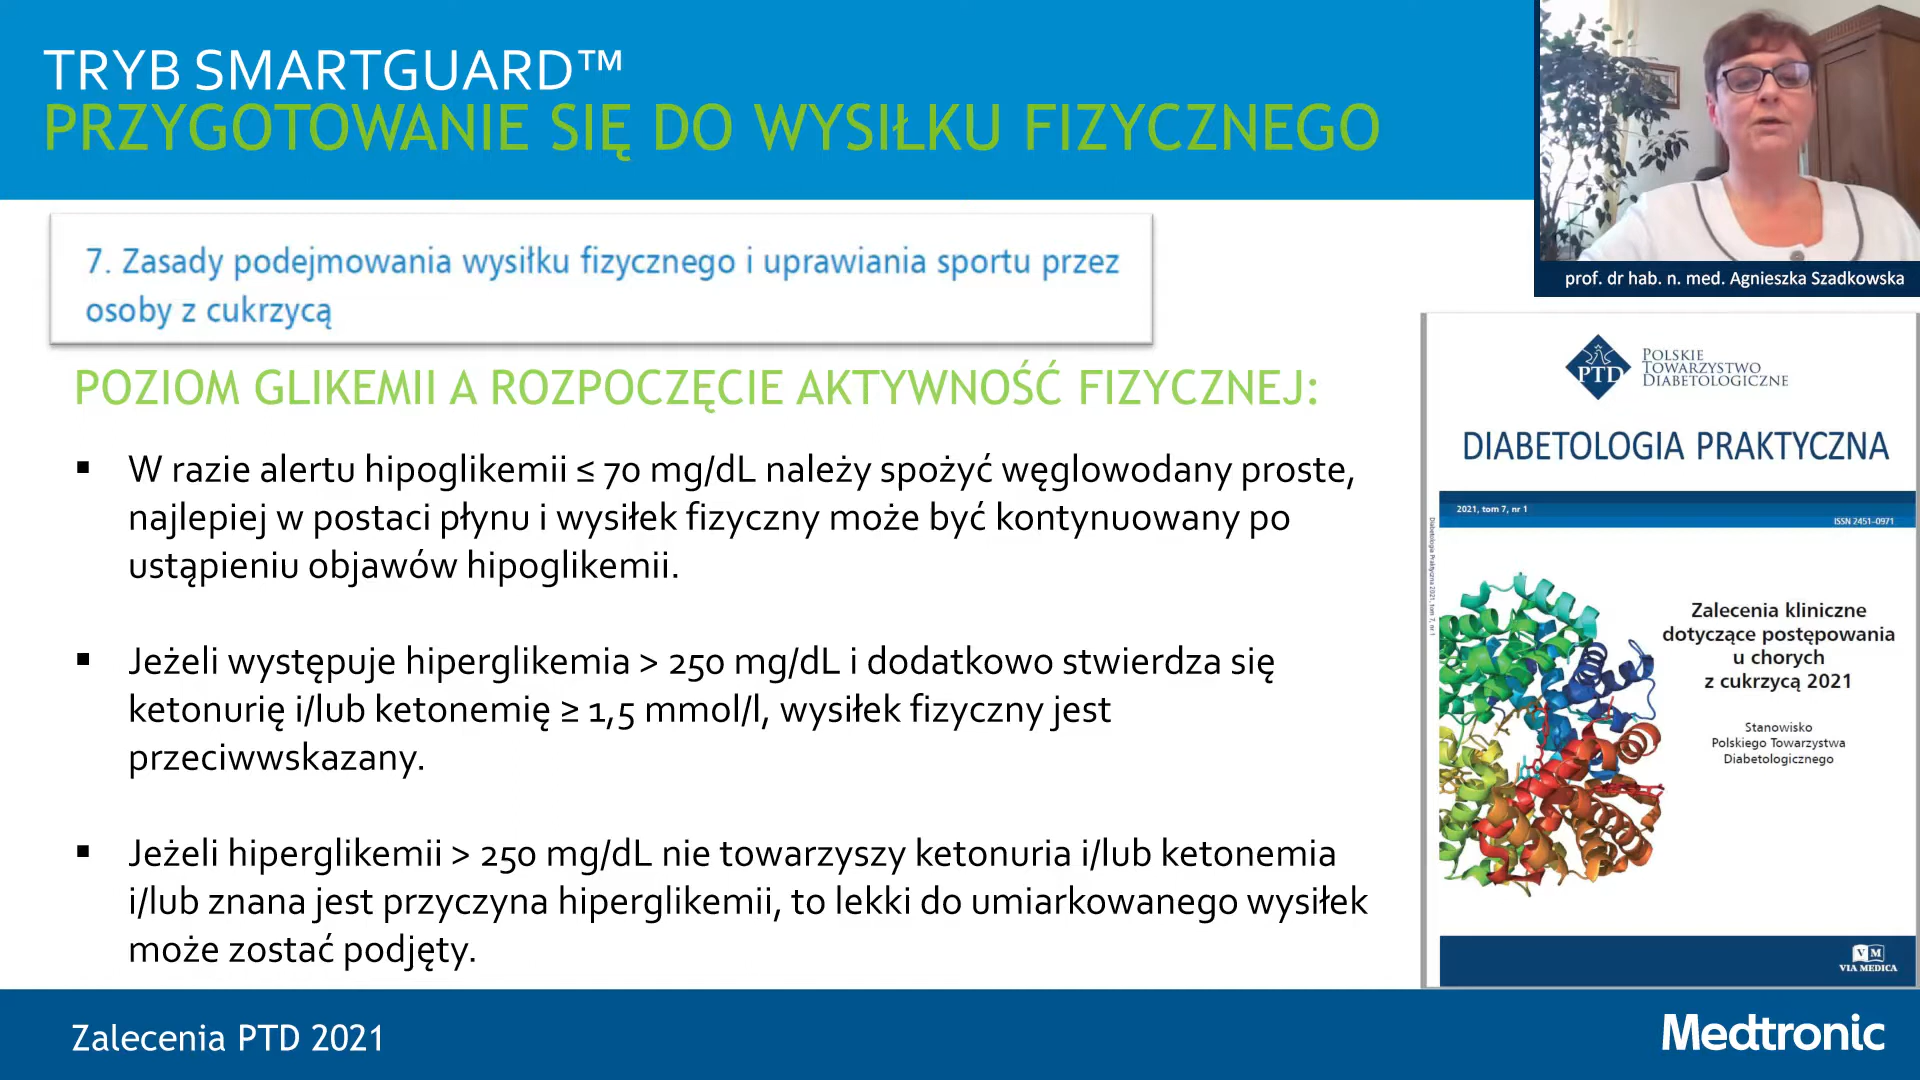 TRYB SMARTGUARD™
PRZYGOTOWANIE SIĘ DO WYSIŁKU FIZYCZNEGO
prof. dr hab. n. med. Agnieszka Szadkowska
7. Zasady podejmowania wysiłku fizycznego i uprawiania sportu przez
osoby z cukrzycą
POZIOM GLIKEMII A ROZPOCZĘCIE AKTYWNOŚĆ FIZYCZNEJ:
▪ W razie alertu hipoglikemii ≤ 70 mg/dL należy spożyć węglowodany proste,
najlepiej w postaci płynu i wysiłek fizyczny może być kontynuowany po
ustąpieniu objawów hipoglikemii.
▪ Jeżeli występuje hiperglikemia > 250 mg/dL i dodatkowo stwierdza się
ketonurię i/lub ketonemię ≥ 1,5 mmol/l, wysiłek fizyczny jest
przeciwwskazany.
▪ Jeżeli hiperglikemii > 250 mg/dL nie towarzyszy ketonuria i/lub ketonemia
i/lub znana jest przyczyna hiperglikemii, to lekki do umiarkowanego wysiłek
może zostać podjęty.
PTD
POLSKIE
TOWARZYSTWO
DIABETOLOGICZNE
DIABETOLOGIA PRAKTYCZNA
2021, tom 7, nr 1
ISSN 2451–0971
Diabetologia Praktyczna 2021, tom 7, nr 1
Zalecenia kliniczne
dotyczące postępowania
u chorych
z cukrzycą 2021
Stanowisko
Polskiego Towarzystwa
Diabetologicznego
VM
VIA MEDICA
Zalecenia PTD 2021
Medtronic